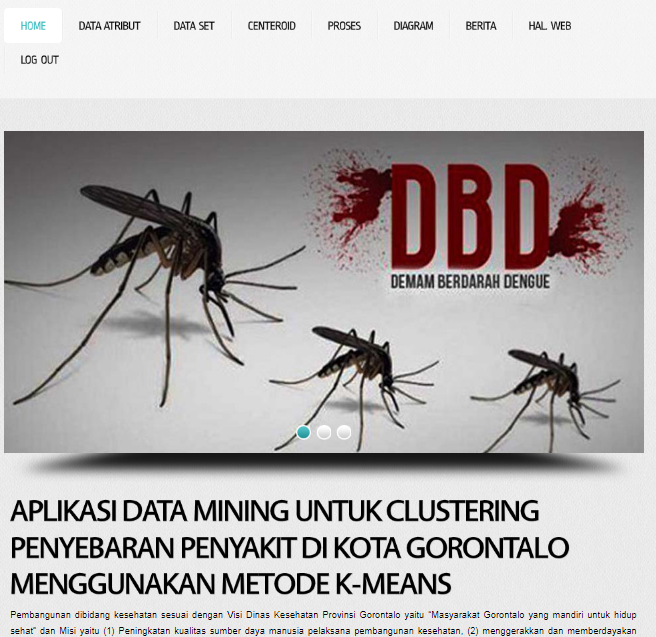 HOME DATA ATRIBUT DATA SET CENTEROID PROSES DIAGRAM BERITA HAL. WEB
LOG OUT
DBD
DEMAM BERDARAH DENGUE
APLIKASI DATA MINING UNTUK CLUSTERING
PENYEBARAN PENYAKIT DI KOTA GORONTALO
MENGGUNAKAN METODE K-MEANS
Pembangunan dibidang kesehatan sesuai dengan Visi Dinas Kesehatan Provinsi Gorontalo yaitu "Masyarakat Gorontalo yang mandiri untuk hidup
sehat" dan Misi yaitu (1) Peningkatan kualitas sumber daya manusia pelaksana pembangunan kesehatan, (2) menggerakkan dan memberdayakan